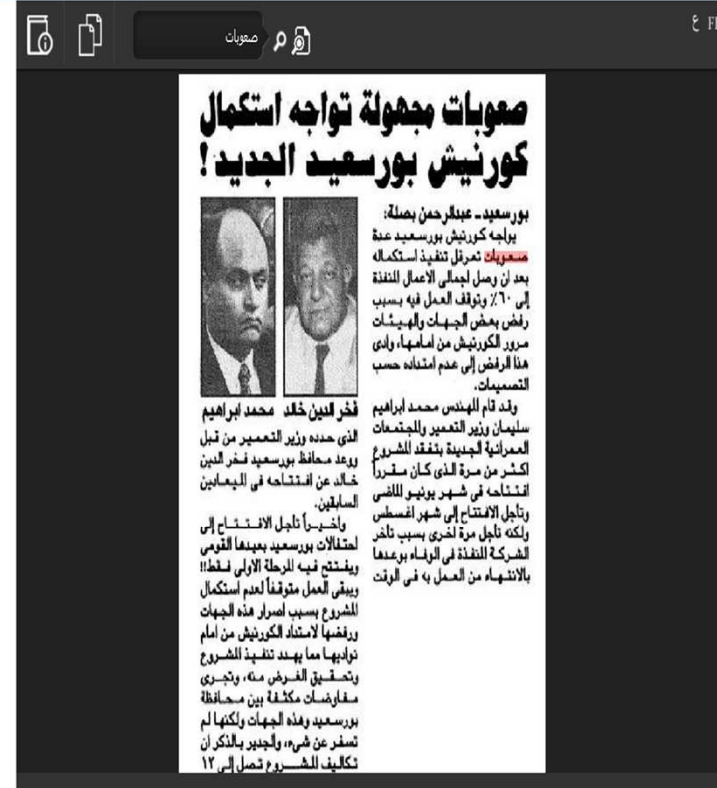 صعوبات
ع FI
صعوبات مجهولة تواجه استكمال
كورنيش بورسعيد الجديد !
بورسعيد ـ عبدالرحمن بصلة:
يواجه كورنيش بورسعيد عدة
صعوبات تعرقل تنفيذ استكماله
بعد ان وصل اجمالى الاعمال المنفذة
إلى ٦٠٪ وتوقف العمل فيه بسبب
رفض بعض الجهات والهيئات
مرور الكورنيش من امامها، وادى
هذا الرفض إلى عدم امتداده حسب
التصميمات.
وقد قام المهندس محمد ابراهيم
سليمان وزير التعمير والمجتمعات
العمرانية الجديدة بتفقد المشروع
اكثر من مرة الذى كان مقرراً
افتتاحه فى شهر يونيو الماضى
وتأجل الافتتاح إلى شهر اغسطس
ولكنه تأجل مرة اخرى بسبب تأخر
الشركة المنفذة فى الوفاء بوعدها
بالانتهاء من العمل به فى الوقت
فخر الدين خالد
محمد ابراهيم
الذى حدده وزير التعمير من قبل
ووعد محافظ بورسعيد فخر الدين
خالد عن افتتاحه فى الميعادين
السابقين.
واخيراً تأجل الافتتاح إلى
احتفالات بورسعيد بعيدها القومى
ويفتتح فيه المرحلة الاولى فقط!!
ويبقى العمل متوقفاً لعدم استكمال
المشروع بسبب اصرار هذه الجهات
ورفضها لامتداد الكورنيش من امام
نواديها مما يهدد تنفيذ المشروع
وتحقيق الغرض منه، وتجرى
مفاوضات مكثفة بين محافظة
بورسعيد وهذه الجهات ولكنها لم
تسفر عن شىء، والجدير بالذكر ان
تكاليف المشروع تصل إلى ١٢